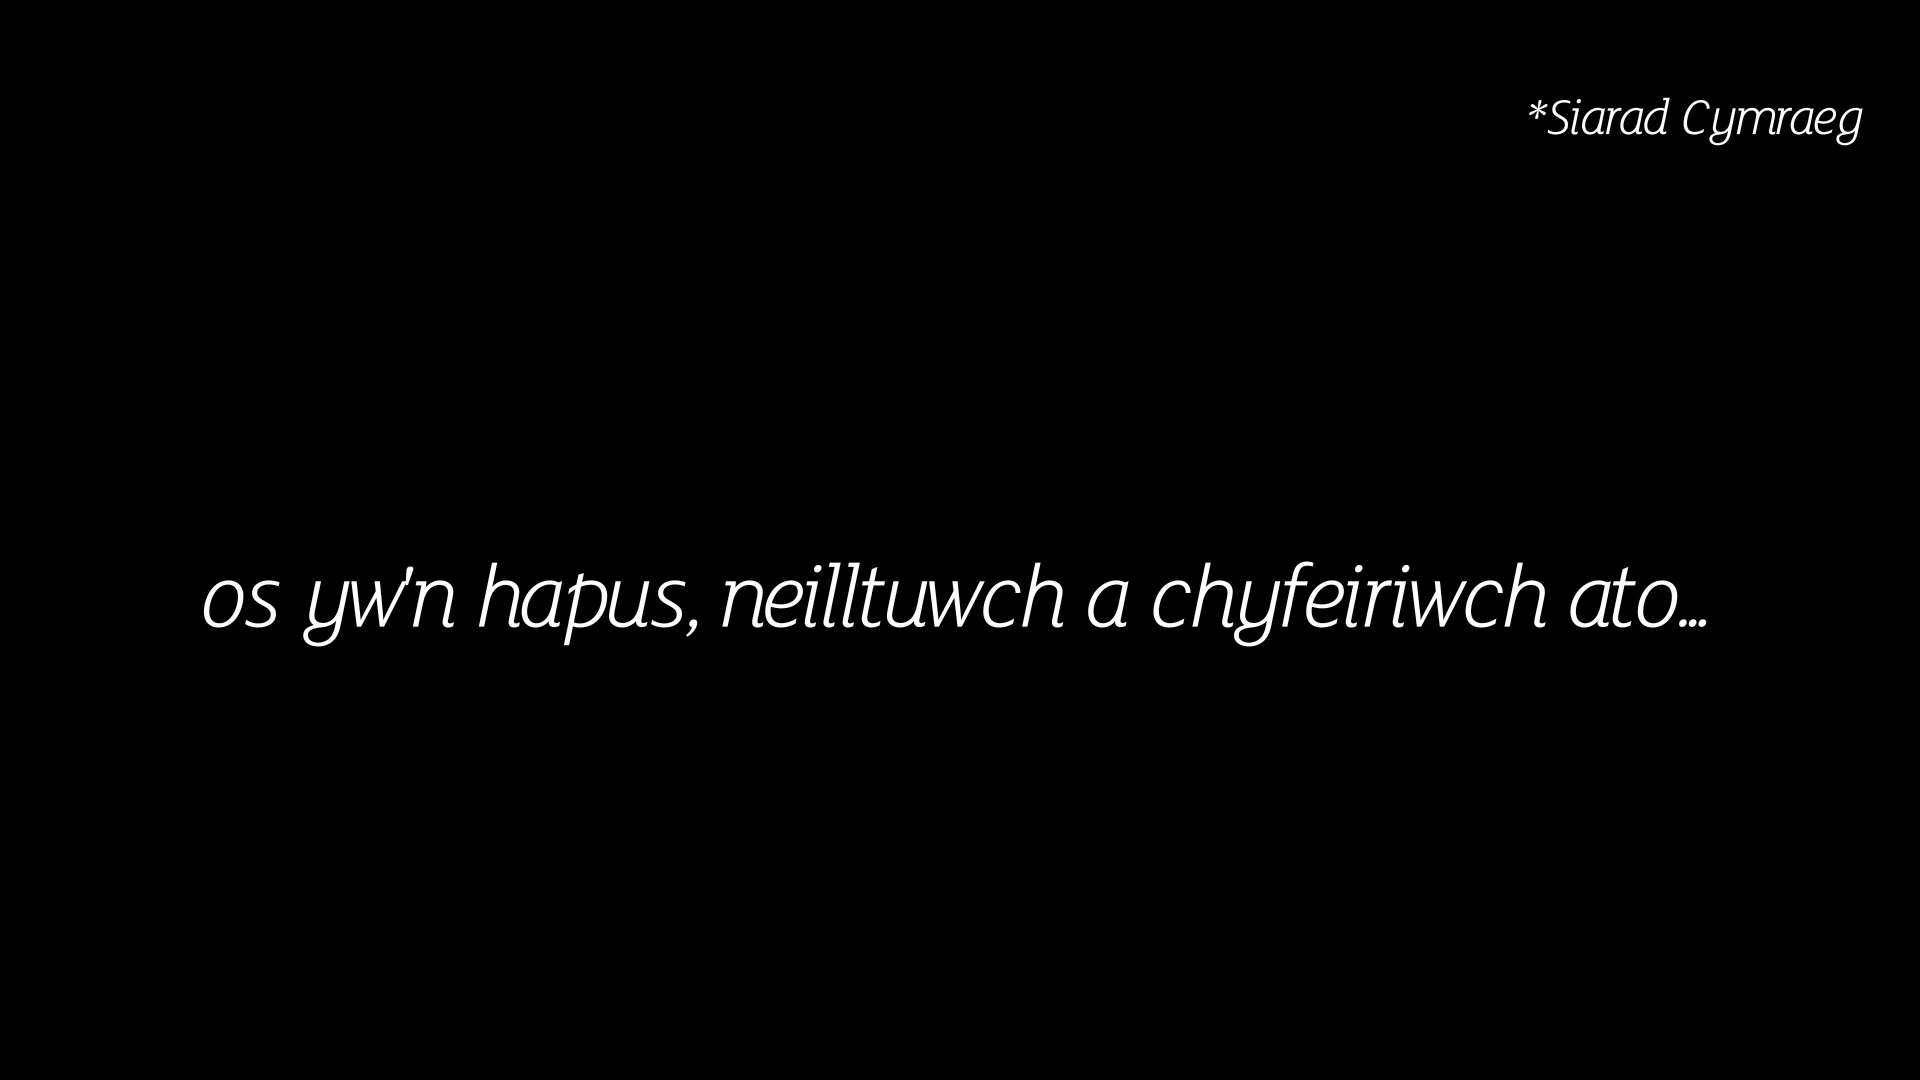 *Siarad Cymraeg
os yw'n hapus, neilltuwch a chyfeiriwch ato...